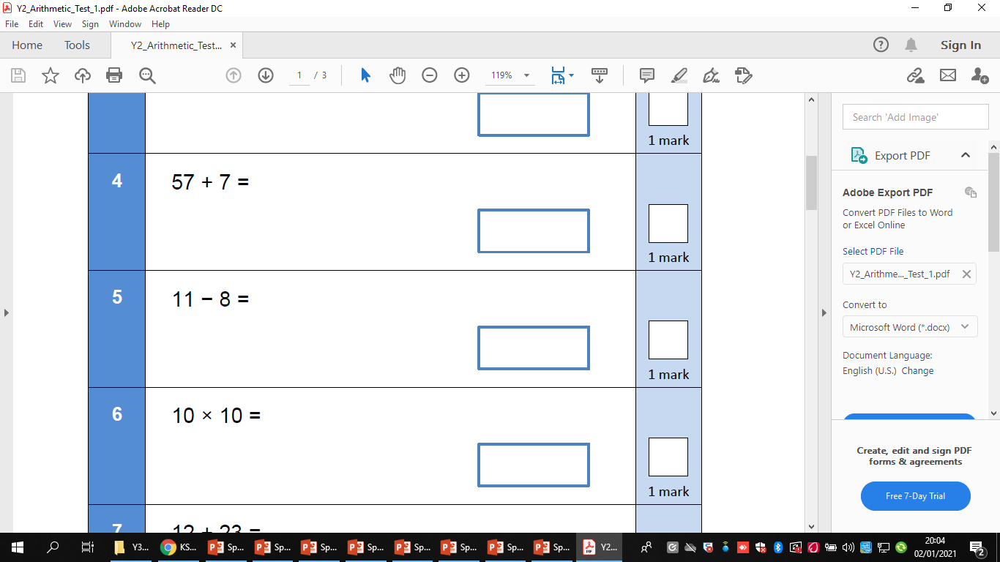 Y2_Arithmetic_Test_1.pdf - Adobe Acrobat Reader DC
File Edit View Sign Window Help
Home Tools Y2_Arithmetic_Test... × Sign In
1 / 3 119%
1 mark
4 57 + 7 =
1 mark
5 11 − 8 =
1 mark
6 10 × 10 =
1 mark
7 12 + 23 =
Search 'Add Image'
Export PDF
Adobe Export PDF
Convert PDF Files to Word
or Excel Online
Select PDF File
Y2_Arithme..._Test_1.pdf
Convert to
Microsoft Word (*.docx)
Document Language:
English (U.S.) Change
Create, edit and sign PDF
forms & agreements
Free 7-Day Trial
Y3... KS... Sp... Sp... Sp... Sp... Sp... Sp... Sp... Sp... Y2... 20:04
02/01/2021 2